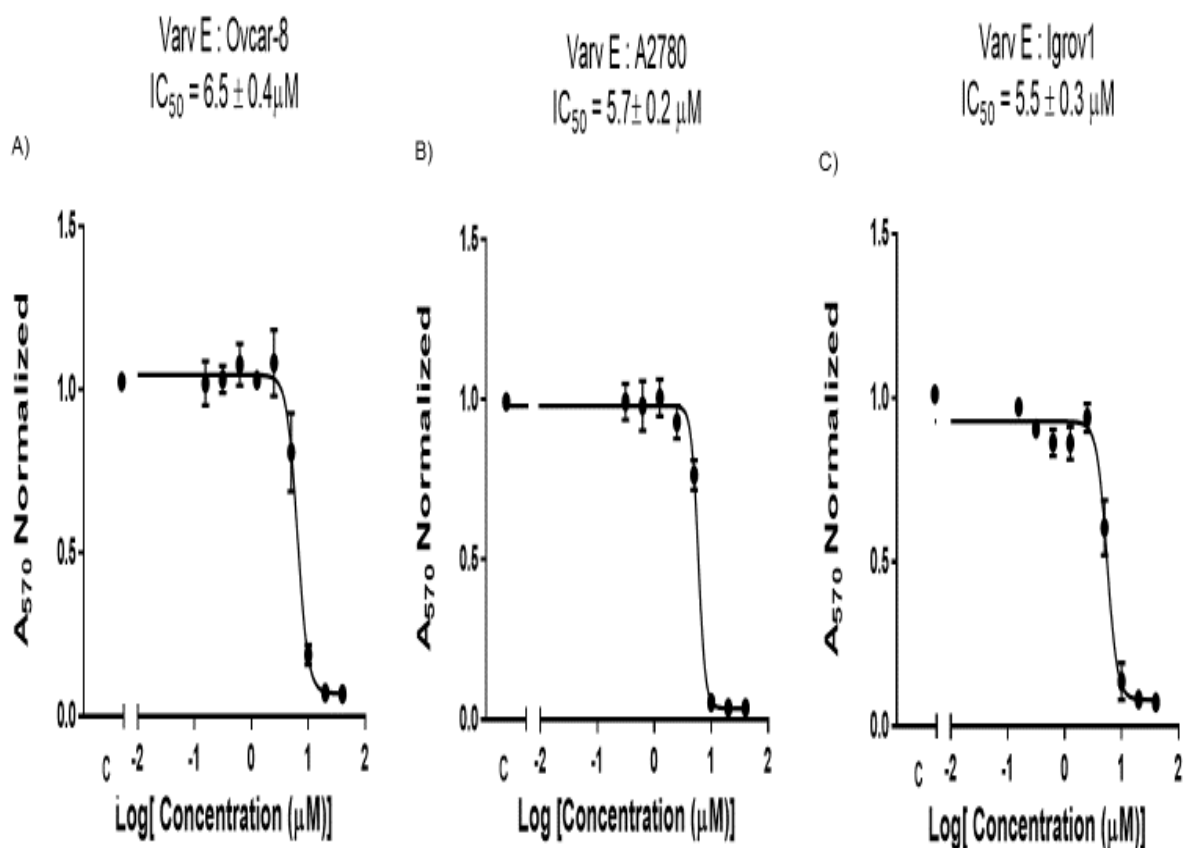 Varv E : Ovcar-8
IC50 = 6.5 ± 0.4μM
A)
1.5
1.0
0.5
0.0
A570 Normalized
C -2 -1 0 1 2
Log[ Concentration (μM)]
Varv E : A2780
IC50 = 5.7± 0.2 μM
B)
1.5
1.0
0.5
0.0
A570 Normalized
C -2 -1 0 1 2
Log [Concentration (μM)]
Varv E : Igrov1
IC50 = 5.5 ± 0.3 μM
C)
1.5
1.0
0.5
0.0
A570 Normalized
C -2 -1 0 1 2
Log[ Concentration (μM)]